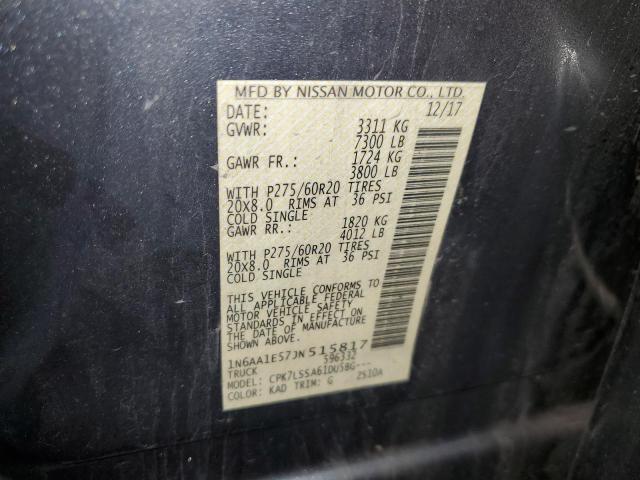 MFD BY NISSAN MOTOR CO., LTD.
DATE: 12/17
GVWR: 3311 KG
7300 LB
GAWR FR.: 1724 KG
3800 LB
WITH P275/60R20 TIRES
20X8.0 RIMS AT 36 PSI
COLD SINGLE
GAWR RR.: 1820 KG
4012 LB
WITH P275/60R20 TIRES
20X8.0 RIMS AT 36 PSI
COLD SINGLE
THIS VEHICLE CONFORMS TO
ALL APPLICABLE FEDERAL
MOTOR VEHICLE SAFETY
STANDARDS IN EFFECT ON THE
DATE OF MANUFACTURE
SHOWN ABOVE.
1N6AA1E57JN515817
TRUCK 596332
MODEL: CPK7LSSA61DU5BG---
COLOR: KAD TRIM: G 2S10A